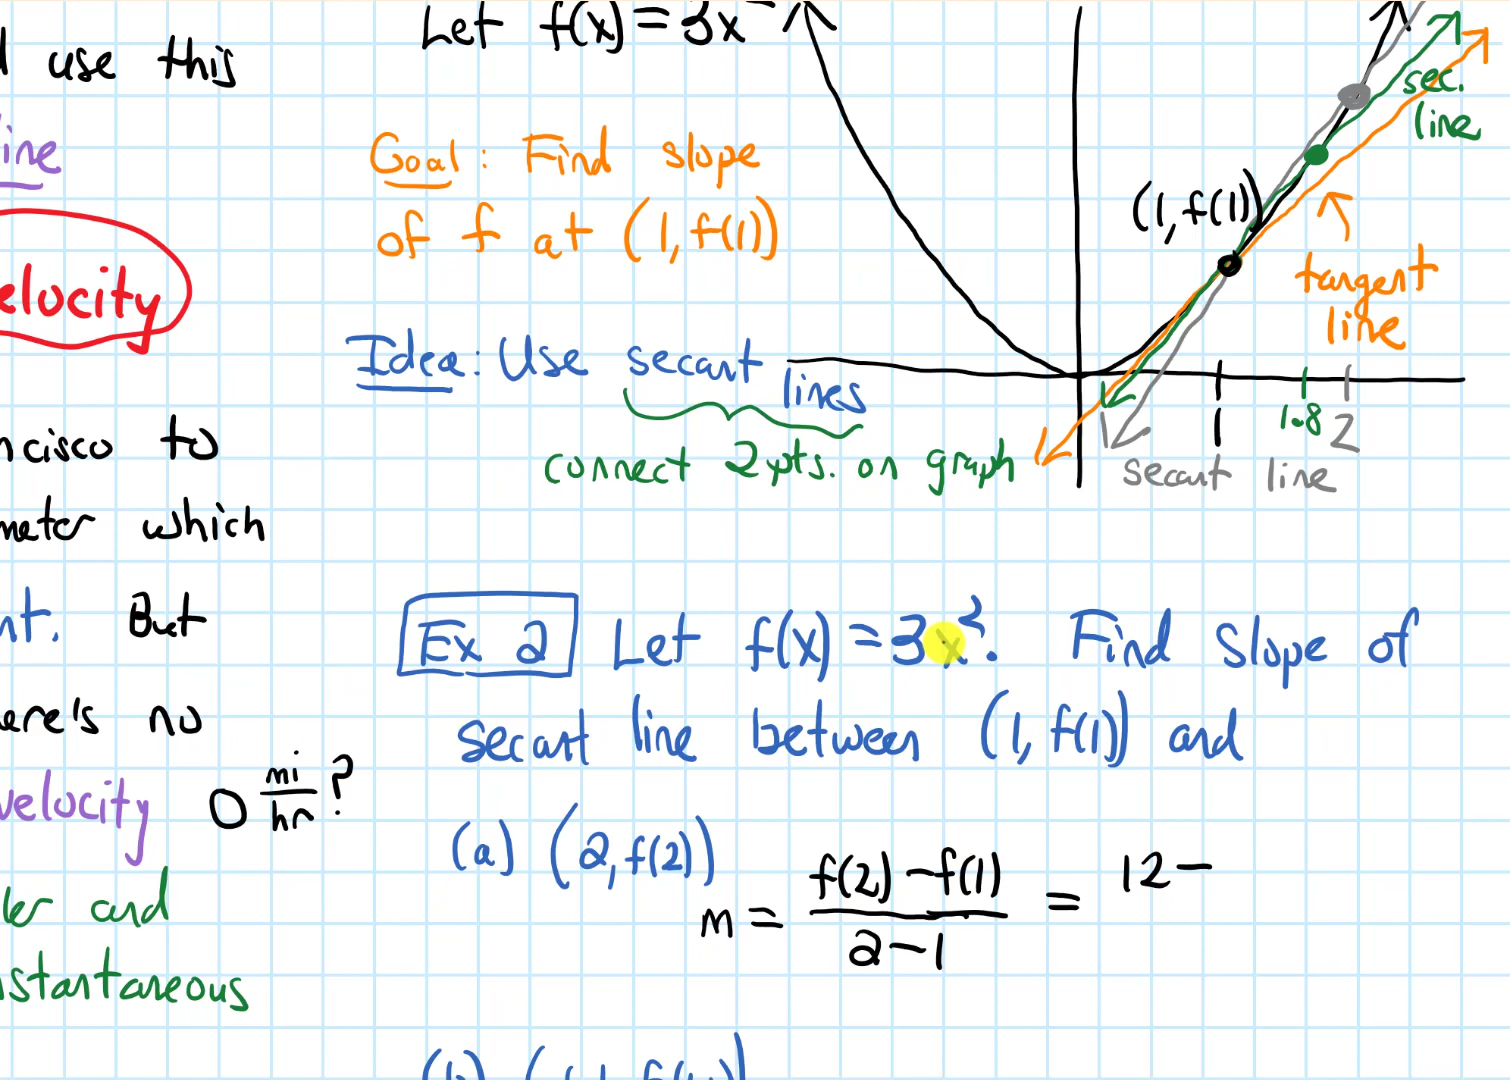 use this
ine
elocity
ncisco to
meter which
nt. But
ere's no
velocity 0 mi/hr?
ler and
nstantaneous
Let f(x) = 3x
Goal: Find slope
of f at (1, f(1))
Idea: Use secant lines
connect 2 pts. on graph
sec.
line
(1, f(1))
tangent
line
1 1.8 2
secant line
Ex 2 Let f(x) = 3x². Find slope of
secant line between (1, f(1)) and
(a) (2, f(2))
m = f(2) - f(1) / 2 - 1 = 12 -